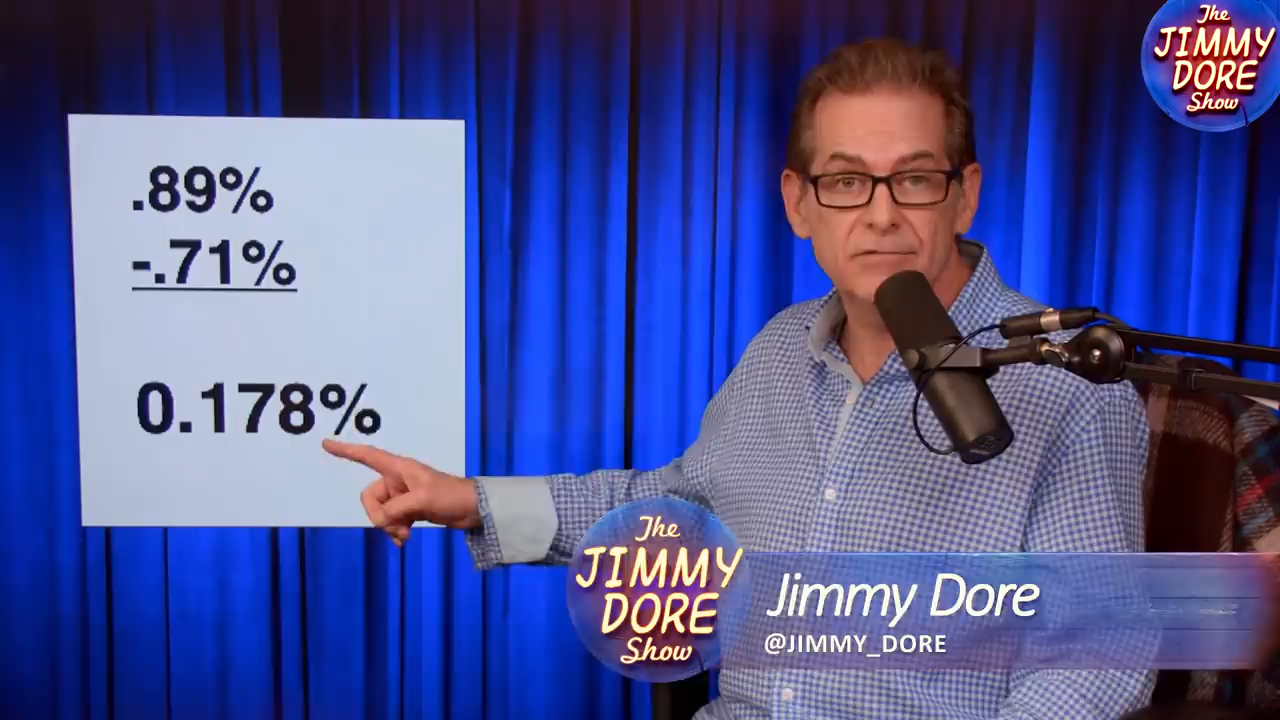 .89%
-.71%
0.178%
The
JIMMY
DORE
Show
The
JIMMY
DORE
Show
Jimmy Dore
@JIMMY_DORE